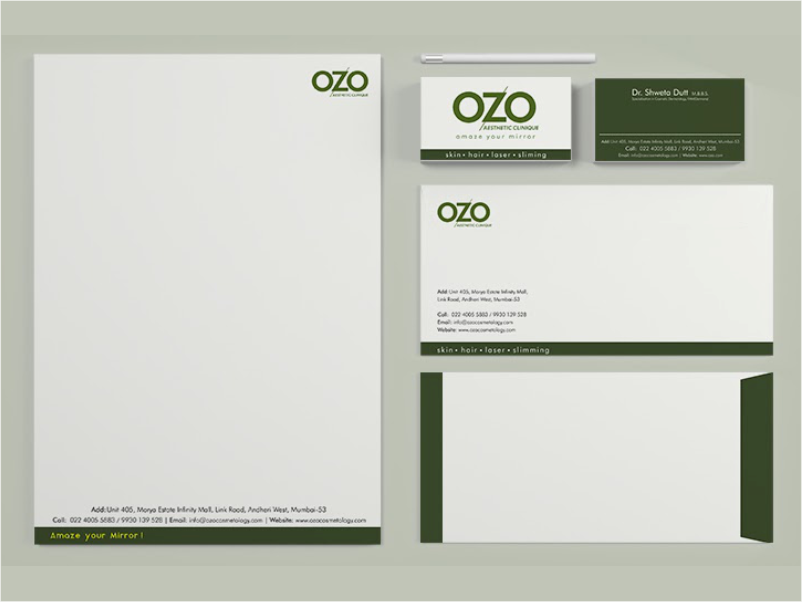 OZO
AESTHETIC CLINIQUE
Add: Unit 405, Morya Estate Infinity Mall, Link Road, Andheri West, Mumbai-53
Call: 022 4005 5883 / 9930 139 528 | Email: info@ozocosmetology.com | Website: www.ozocosmetology.com
Amaze your Mirror!
OZO
AESTHETIC CLINIQUE
amaze your mirror
skin • hair • laser • sliming
Dr. Shweta Dutt M.B.B.S.
Add: Unit 405, Morya Estate Infinity Mall, Link Road, Andheri West, Mumbai-53
Call: 022 4005 5883 / 9930 139 528
Email: info@ozocosmetology.com | Website: www.ozo.com
OZO
AESTHETIC CLINIQUE
Add: Unit 405, Morya Estate Infinity Mall,
Link Road, Andheri West, Mumbai-53
Call: 022 4005 5883 / 9930 139 528
Email: info@ozocosmetology.com
Website: www.ozocosmetology.com
skin • hair • laser • slimming